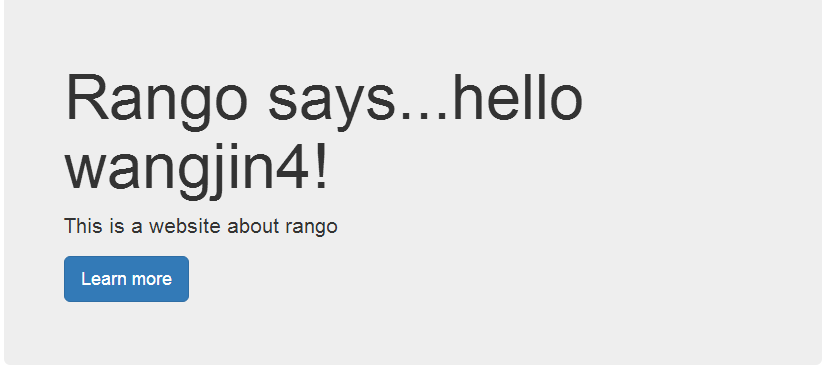 Rango says...hello
wangjin4!
This is a website about rango
Learn more